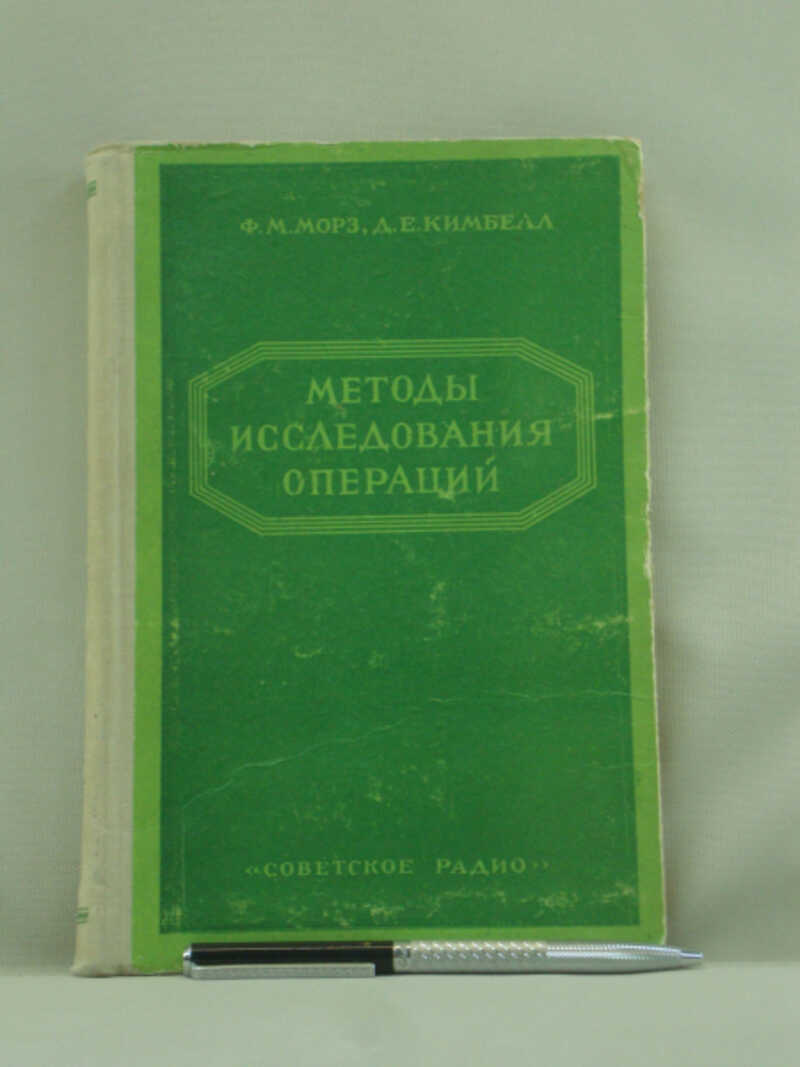 Ф. М. МОРЗ, Д. Е. КИМБЕЛЛ
МЕТОДЫ
ИССЛЕДОВАНИЯ
ОПЕРАЦИЙ
«СОВЕТСКОЕ РАДИО»